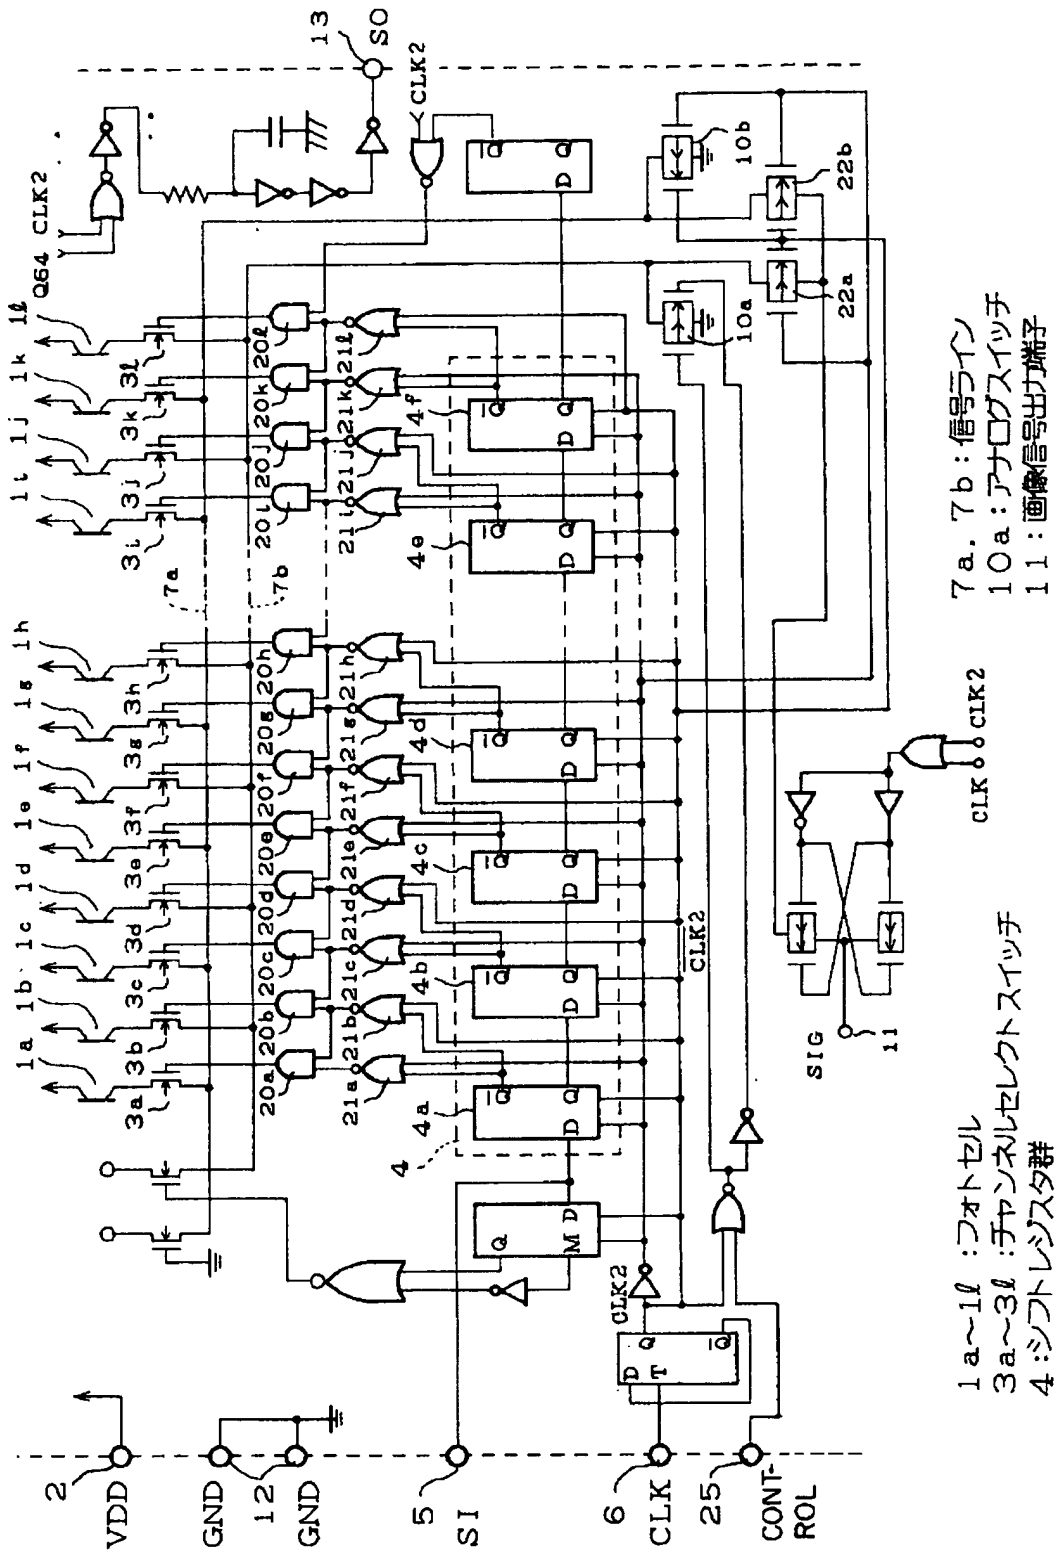 2
VDD
GND
12
GND
5
SI
6
CLK
25
CONT-
ROL
1a
1b
1c
1d
1e
1f
1g
1h
1i
1j
1k
1l
3a
3b
3c
3d
3e
3f
3g
3h
3i
3j
3k
3l
7a
7b
20a
20b
20c
20d
20e
20f
20g
20h
20i
20j
20k
20l
21a
21b
21c
21d
21e
21f
21g
21h
21i
21j
21k
21l
4
4a
4b
4c
4d
4e
4f
Q
M D
D Q̅
Q
D Q̅
Q
D Q̅
Q
D Q̅
Q
D Q̅
Q
D Q̅
Q
D Q̅
Q
D Q
T Q̅
CLK2
C̅L̅K̅2̅
Q64 CLK2
13
SO
CLK2
10a
10b
22a
22b
SIG
11
CLK
CLK2
1a〜1l:フォトセル
3a〜3l:チャンネルセレクトスイッチ
4:シフトレジスタ群
7a,7b:信号ライン
10a:アナログスイッチ
11:画像信号出力端子